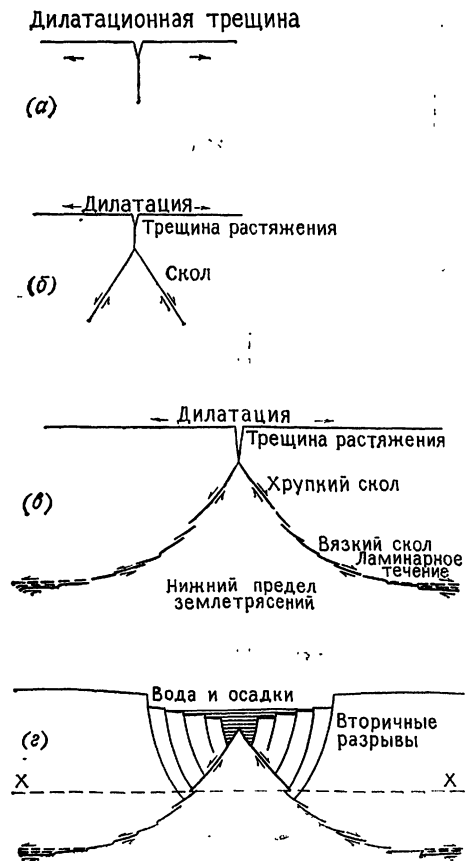 Дилатационная трещина
(а)
Дилатация
Трещина растяжения
Скол
(б)
Дилатация
Трещина растяжения
Хрупкий скол
(в)
Вязкий скол
Ламинарное
течение
Нижний предел
землетрясений
Вода и осадки
(г)
Вторичные
разрывы
X X